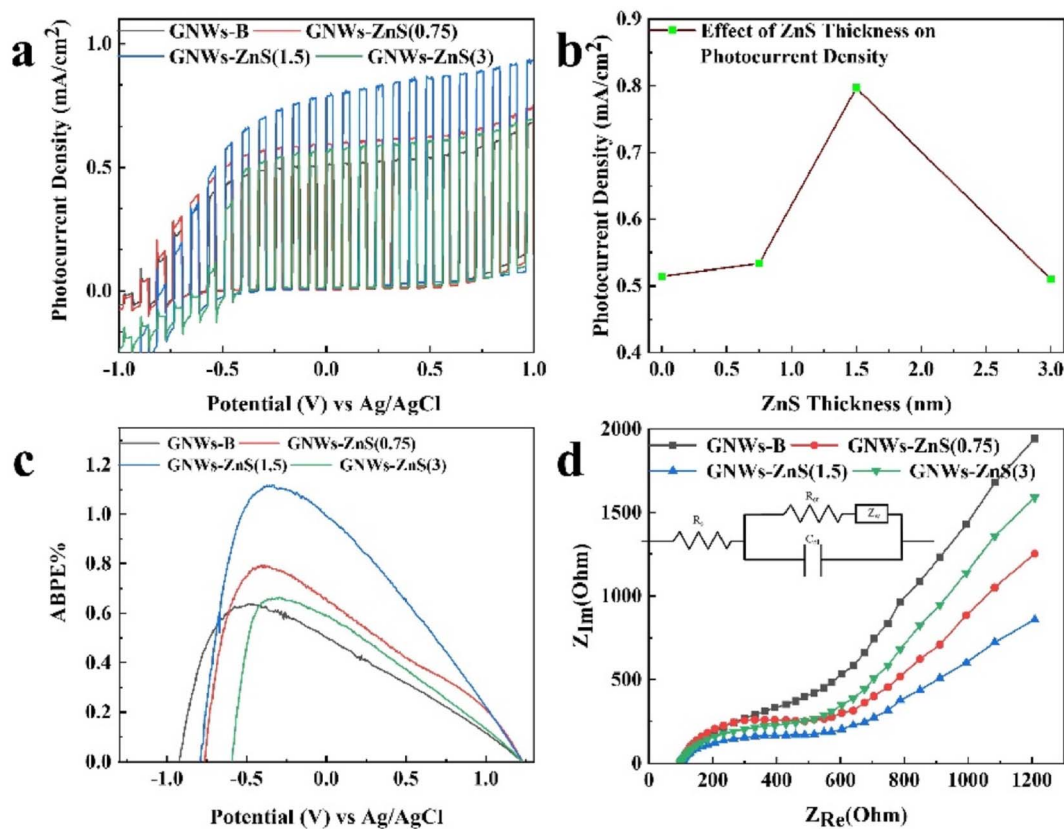 a
GNWs-B GNWs-ZnS(0.75)
GNWs-ZnS(1.5) GNWs-ZnS(3)
Photocurrent Density (mA/cm²)
1.0
0.5
0.0
-1.0 -0.5 0.0 0.5 1.0
Potential (V) vs Ag/AgCl
b
Effect of ZnS Thickness on
Photocurrent Density
Photocurrent Density (mA/cm²)
0.9
0.8
0.7
0.6
0.5
0.4
0.0 0.5 1.0 1.5 2.0 2.5 3.0
ZnS Thickness (nm)
c
GNWs-B GNWs-ZnS(0.75)
GNWs-ZnS(1.5) GNWs-ZnS(3)
ABPE%
1.2
1.0
0.8
0.6
0.4
0.2
0.0
-1.0 -0.5 0.0 0.5 1.0
Potential (V) vs Ag/AgCl
d
GNWs-B GNWs-ZnS(0.75)
GNWs-ZnS(1.5) GNWs-ZnS(3)
Z_Im(Ohm)
2000
1500
1000
500
0
0 200 400 600 800 1000 1200
Z_Re(Ohm)